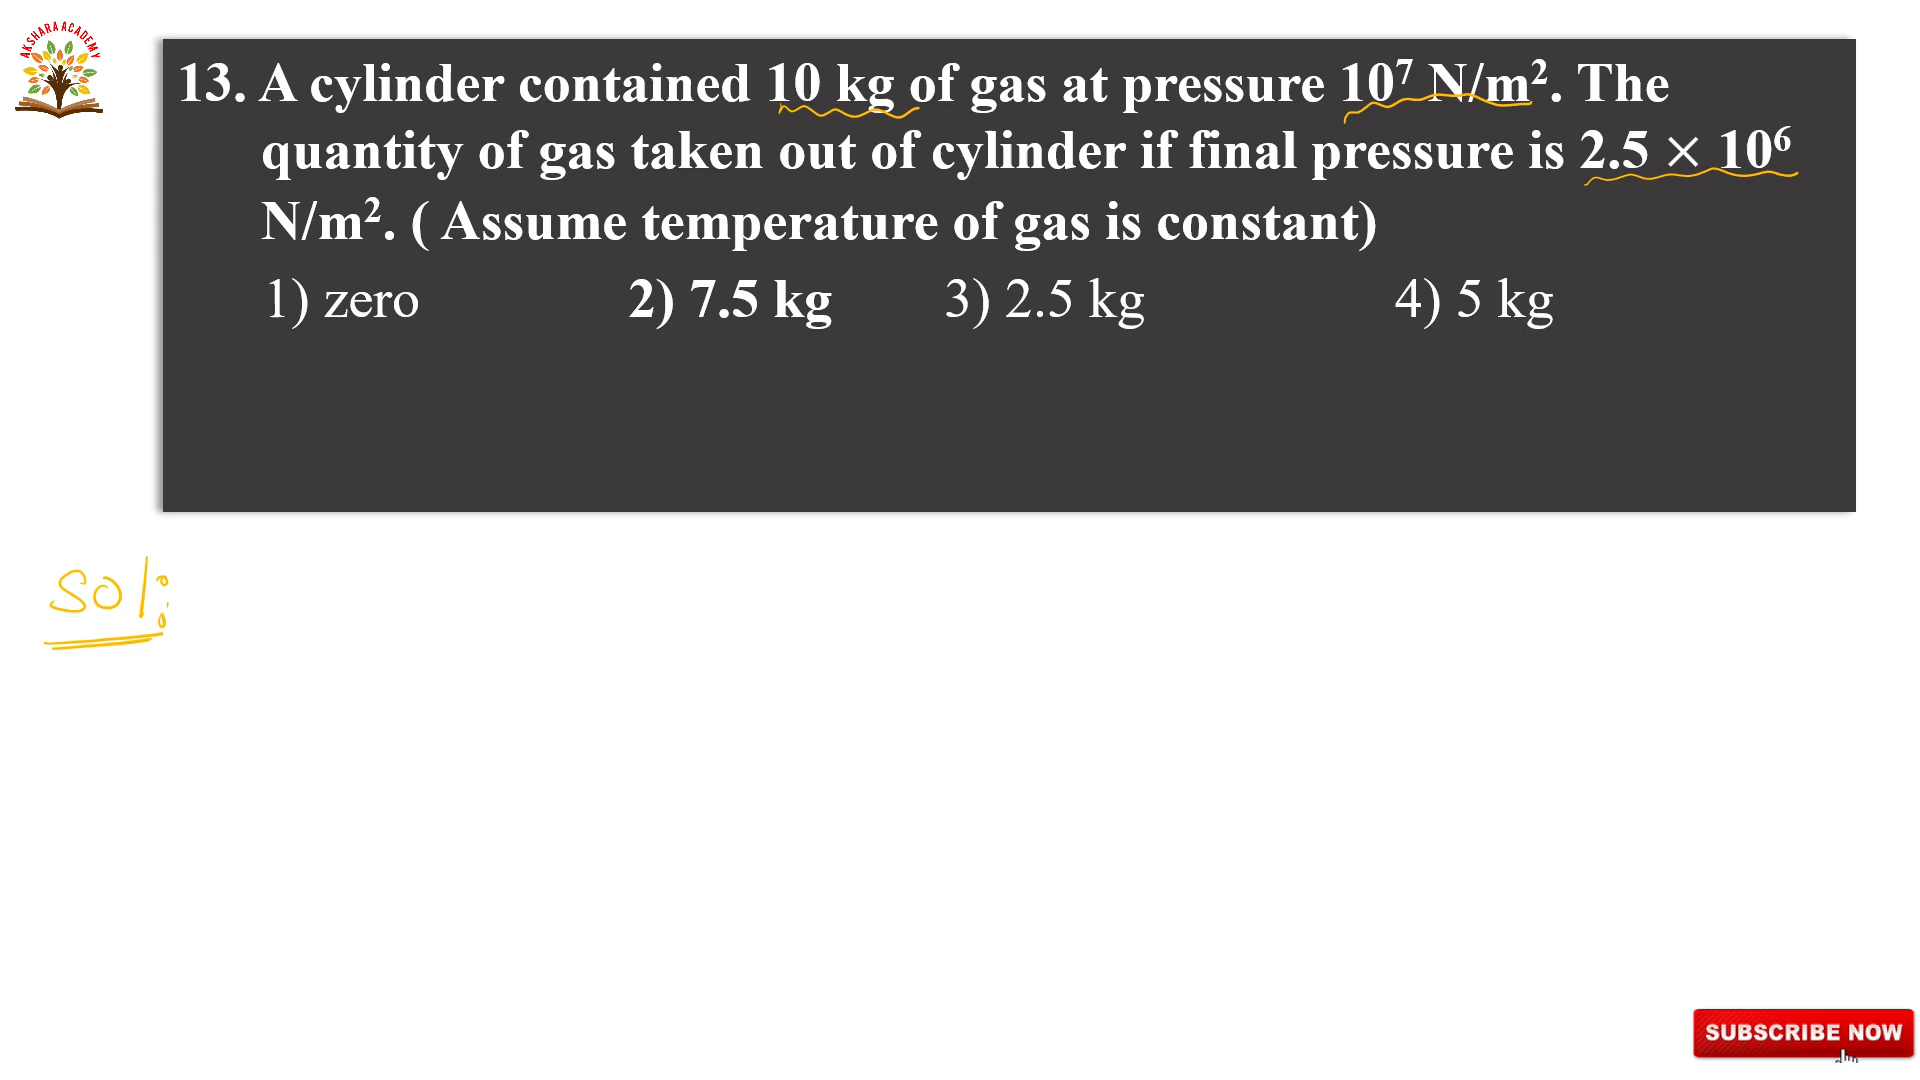 AKSHARA ACADEMY
13. A cylinder contained 10 kg of gas at pressure 10⁷ N/m². The
quantity of gas taken out of cylinder if final pressure is 2.5 × 10⁶
N/m². ( Assume temperature of gas is constant)
1) zero 2) 7.5 kg 3) 2.5 kg 4) 5 kg
Sol:
SUBSCRIBE NOW